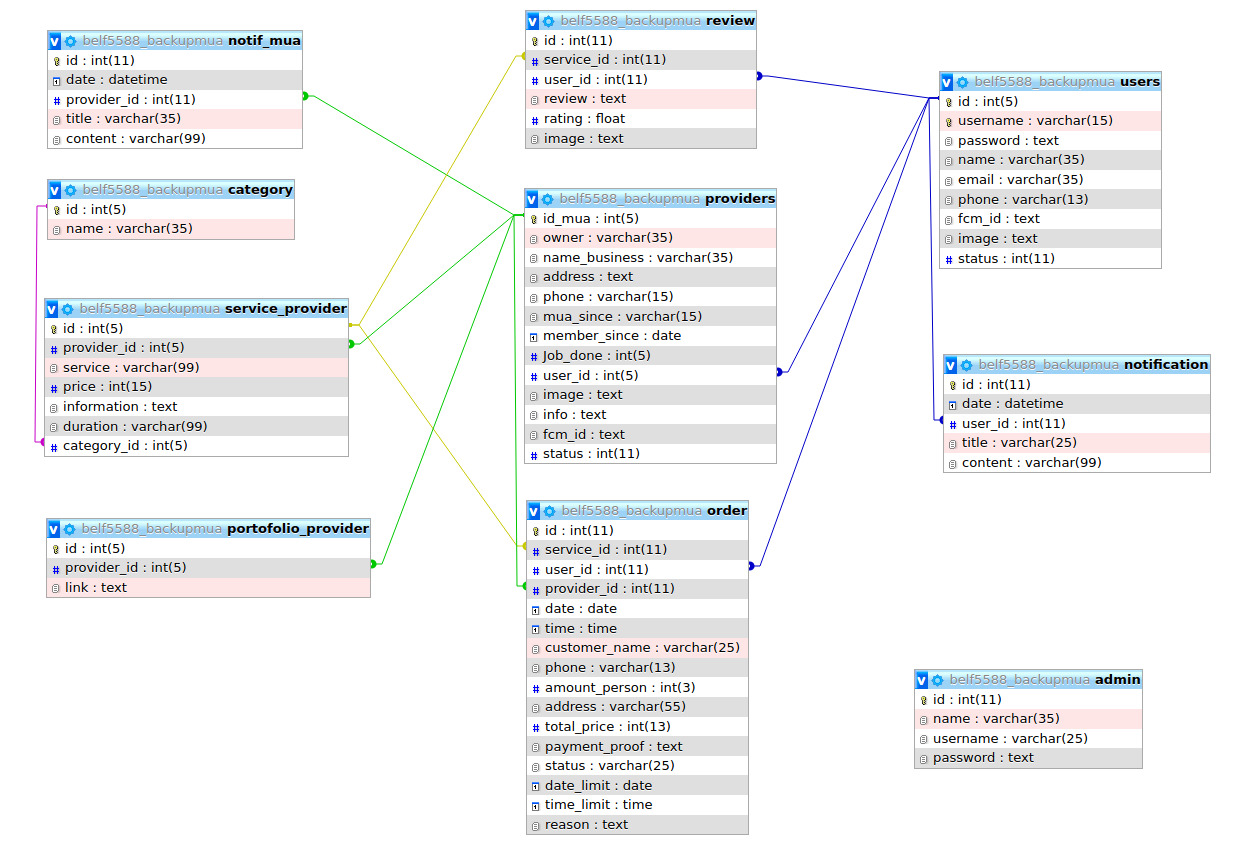 v belf5588_backupmua notif_mua
id : int(11)
date : datetime
# provider_id : int(11)
title : varchar(35)
content : varchar(99)
v belf5588_backupmua category
id : int(5)
name : varchar(35)
v belf5588_backupmua service_provider
id : int(5)
# provider_id : int(5)
service : varchar(99)
# price : int(15)
information : text
duration : varchar(99)
# category_id : int(5)
v belf5588_backupmua portofolio_provider
id : int(5)
# provider_id : int(5)
link : text
v belf5588_backupmua review
id : int(11)
# service_id : int(11)
# user_id : int(11)
review : text
# rating : float
image : text
v belf5588_backupmua providers
id_mua : int(5)
owner : varchar(35)
name_business : varchar(35)
address : text
phone : varchar(15)
mua_since : varchar(15)
member_since : date
# Job_done : int(5)
# user_id : int(5)
image : text
info : text
fcm_id : text
# status : int(11)
v belf5588_backupmua order
id : int(11)
# service_id : int(11)
# user_id : int(11)
# provider_id : int(11)
date : date
time : time
customer_name : varchar(25)
phone : varchar(13)
# amount_person : int(3)
address : varchar(55)
# total_price : int(13)
payment_proof : text
status : varchar(25)
date_limit : date
time_limit : time
reason : text
v belf5588_backupmua users
id : int(5)
username : varchar(15)
password : text
name : varchar(35)
email : varchar(35)
phone : varchar(13)
fcm_id : text
image : text
# status : int(11)
v belf5588_backupmua notification
id : int(11)
date : datetime
# user_id : int(11)
title : varchar(25)
content : varchar(99)
v belf5588_backupmua admin
id : int(11)
name : varchar(35)
username : varchar(25)
password : text